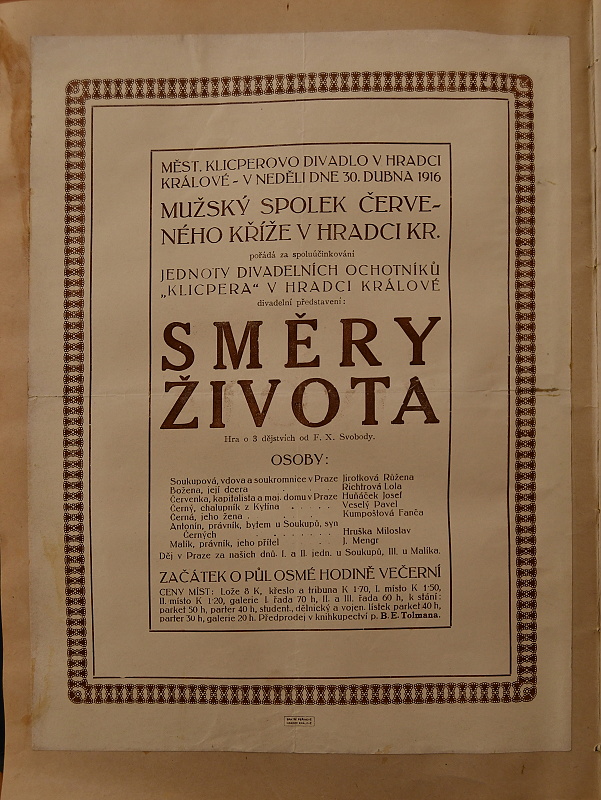 MĚST. KLICPEROVO DIVADLO V HRADCI
KRÁLOVÉ - V NEDĚLI DNE 30. DUBNA 1916
MUŽSKÝ SPOLEK ČERVE-
NÉHO KŘÍŽE V HRADCI KR.
pořádá za spoluúčinkování
JEDNOTY DIVADELNÍCH OCHOTNÍKŮ
„KLICPERA“ V HRADCI KRÁLOVÉ
divadelní představení:
SMĚRY
ŽIVOTA
Hra o 3 dějstvích od F. X. Svobody.
OSOBY:
Soukupová, vdova a soukromnice v Praze Jirotková Růžena
Božena, její dcera Richtrová Lola
Červenka, kapitalista a maj. domu v Praze Huňáček Josef
Černý, chalupník z Kytína . . . . . Veselý Pavel
Černá, jeho žena . . . . . Kumpoštová Fanča
Antonín, právník, bytem u Soukupů, syn
Černých . . . . . . Hruška Miloslav
Malík, právník, jeho přítel . . . J. Mengr
Děj v Praze za našich dnů. I. a II. jedn. u Soukupů, III. u Malíka.
ZAČÁTEK O PŮL OSMÉ HODINĚ VEČERNÍ
CENY MÍST: Lože 8 K, křeslo a tribuna K 1·70, I. místo K 1·50,
II. místo K 1·20, galerie I. řada 70 h, II. a III. řada 60 h, k stání:
parket 50 h, parter 40 h, student., dělnický a vojen. lístek parket 40 h,
parter 30 h, galerie 20 h. Předprodej v knihkupectví p. B. E. Tolmana.